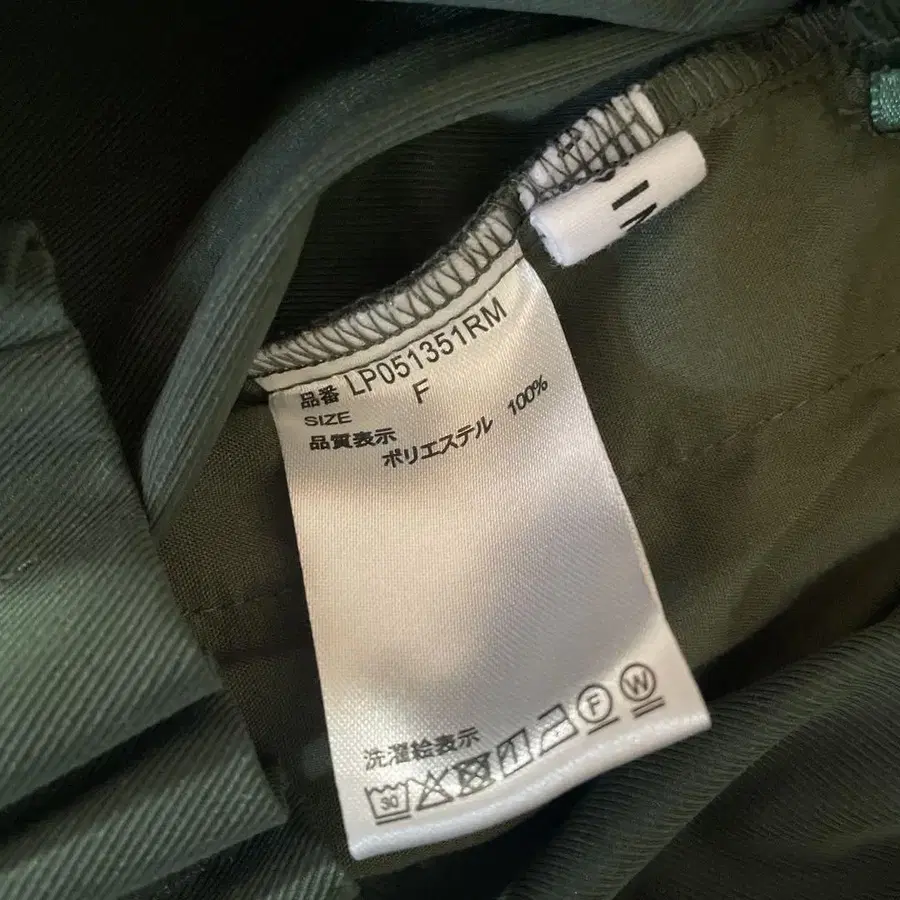 品番 LP051351RM
SIZE F
品質表示
ポリエステル 100%
洗濯絵表示
30 F W